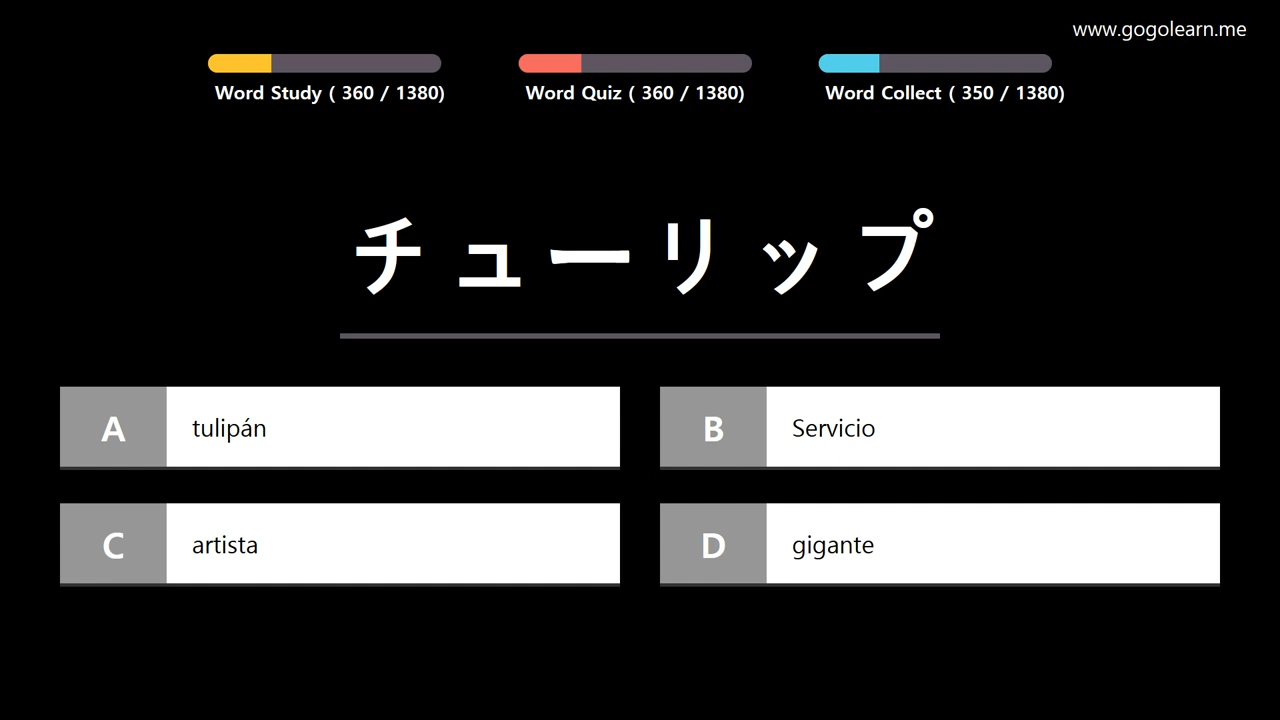 www.gogolearn.me
Word Study ( 360 / 1380)
Word Quiz ( 360 / 1380)
Word Collect ( 350 / 1380)
チューリップ
A tulipán
B Servicio
C artista
D gigante